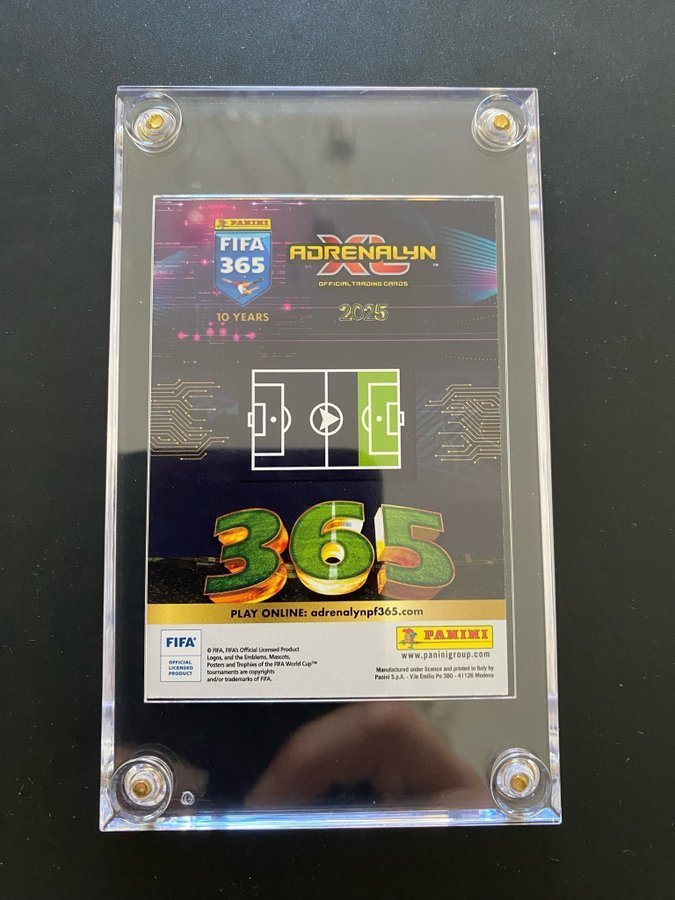 PANINI
FIFA
365
10 YEARS
ADRENALYN
XL™
OFFICIAL TRADING CARDS
2025
365
PLAY ONLINE: adrenalynpf365.com
FIFA®
OFFICIAL
LICENSED
PRODUCT
© FIFA, FIFA's Official Licensed Product
Logos, and the Emblems, Mascots,
Posters and Trophies of the FIFA World Cup™
tournaments are copyrights
and/or trademarks of FIFA.
PANINI
www.paninigroup.com
Manufactured under licence and printed in Italy by
Panini S.p.A. - V.le Emilio Po 380 - 41126 Modena